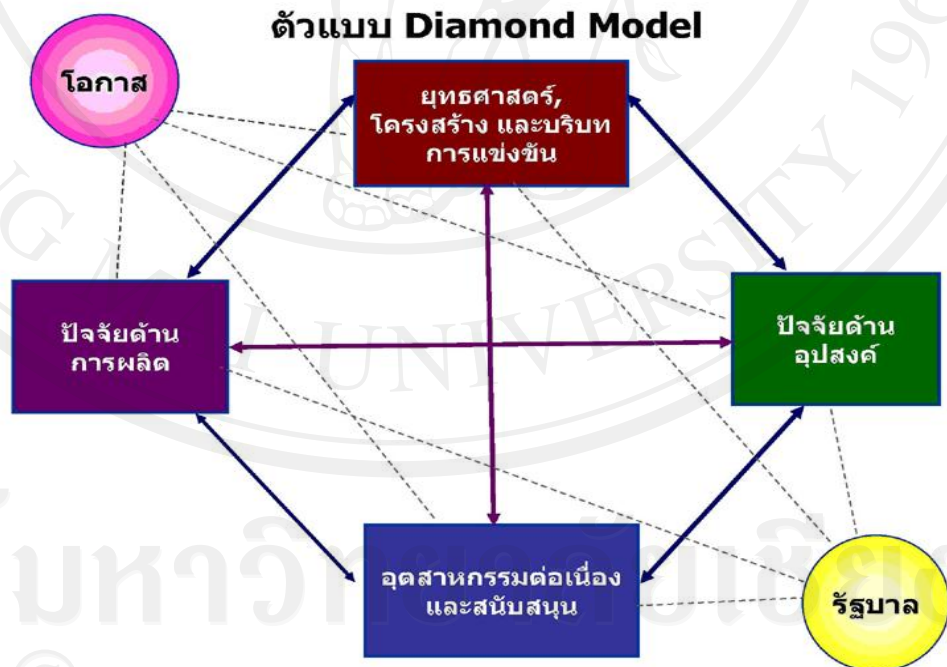 ตัวแบบ Diamond Model
โอกาส
ยุทธศาสตร์,
โครงสร้าง และบริบท
การแข่งขัน
ปัจจัยด้าน
การผลิต
ปัจจัยด้าน
อุปสงค์
อุตสาหกรรมต่อเนื่อง
และสนับสนุน
รัฐบาล
UNIVERSITY